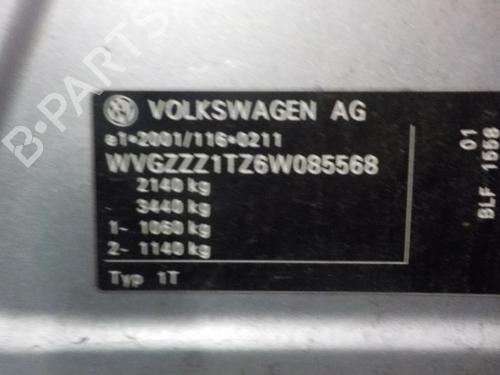 VOLKSWAGEN AG
e1*2001/116*0211
WVGZZZ1TZ6W085568
2140 kg
3440 kg
1- 1060 kg
2- 1140 kg
Typ 1T
01
BLF 1558
B-PARTS